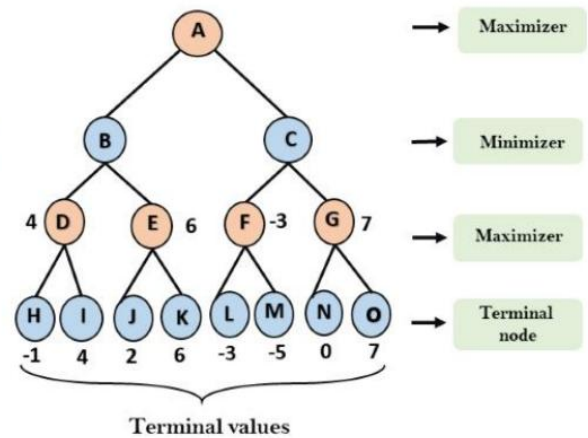 A
Maximizer
B
C
Minimizer
4 D
E 6
F -3
G 7
Maximizer
H I J K L M N O
Terminal
node
-1 4 2 6 -3 -5 0 7
Terminal values